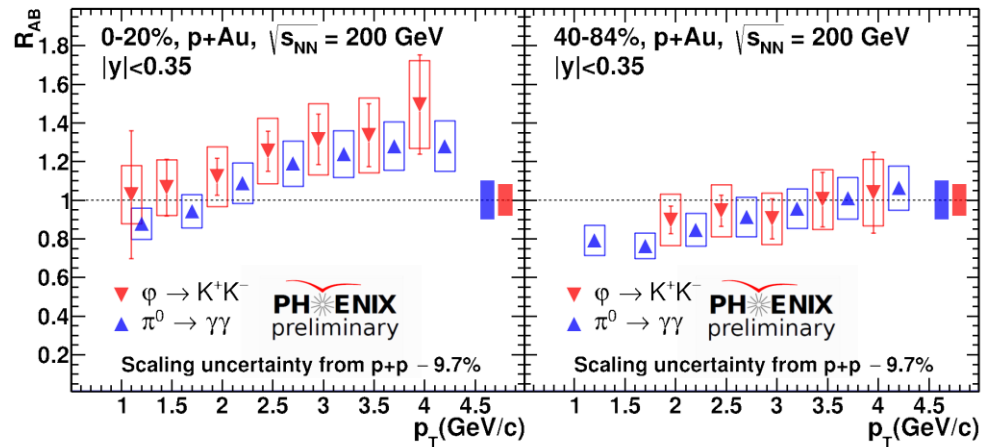 R_AB
0-20%, p+Au, √s_NN = 200 GeV
|y|<0.35
1.8
1.6
1.4
1.2
1
0.8
0.6
0.4
0.2
φ → K⁺K⁻
π⁰ → γγ
PHENIX
preliminary
Scaling uncertainty from p+p – 9.7%
1 1.5 2 2.5 3 3.5 4 4.5
p_T(GeV/c)
40-84%, p+Au, √s_NN = 200 GeV
|y|<0.35
φ → K⁺K⁻
π⁰ → γγ
PHENIX
preliminary
Scaling uncertainty from p+p – 9.7%
1 1.5 2 2.5 3 3.5 4 4.5
p_T(GeV/c)